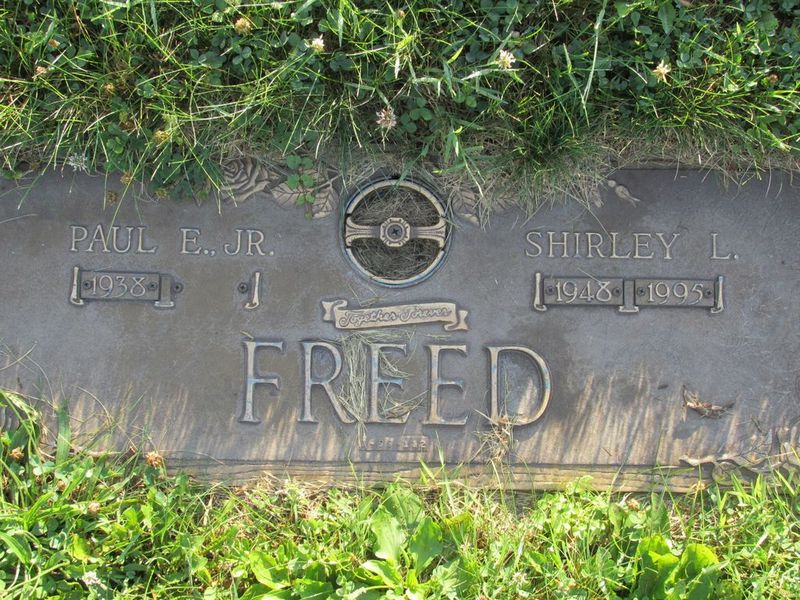 PAUL E., JR.
1938
SHIRLEY L.
1948 1995
Together Forever
FREED